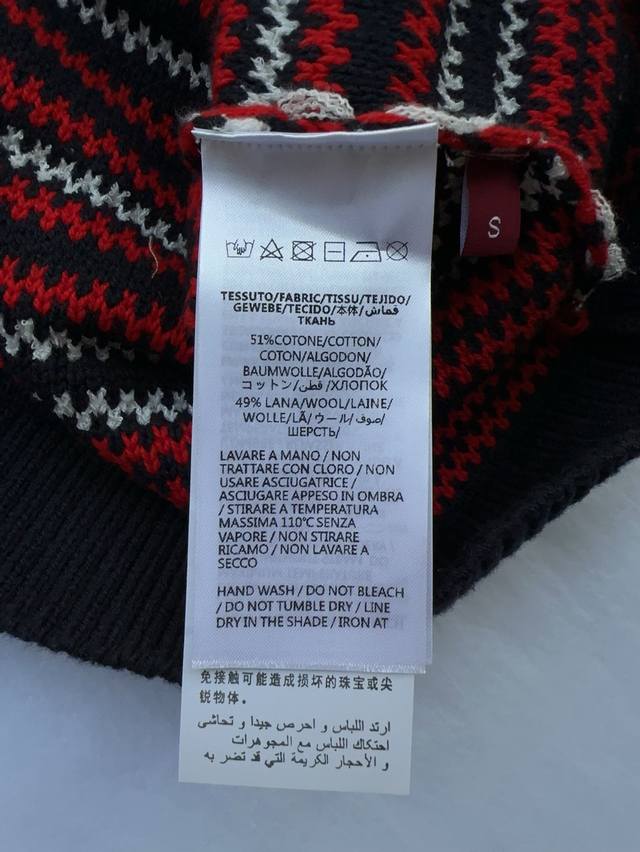 S
TESSUTO/FABRIC/TISSU/TEJIDO/
GEWEBE/TECIDO/本体/قماش/
ТКАНЬ
51%COTONE/COTTON/
COTON/ALGODON/
BAUMWOLLE/ALGODÃO/
コットン/قطن/ХЛОПОК
49% LANA/WOOL/LAINE/
WOLLE/LÃ/ウール/صوف/
ШЕРСТЬ/
LAVARE A MANO / NON
TRATTARE CON CLORO / NON
USARE ASCIUGATRICE /
ASCIUGARE APPESO IN OMBRA
/ STIRARE A TEMPERATURA
MASSIMA 110℃ SENZA
VAPORE / NON STIRARE
RICAMO / NON LAVARE A
SECCO
HAND WASH / DO NOT BLEACH
/ DO NOT TUMBLE DRY / LINE
DRY IN THE SHADE / IRON AT
免接触可能造成损坏的珠宝或尖
锐物体。
ارتد اللباس و احرص جيدا و تحاشى
احتكاك اللباس مع المجوهرات
و الأحجار الكريمة التي قد تضر به